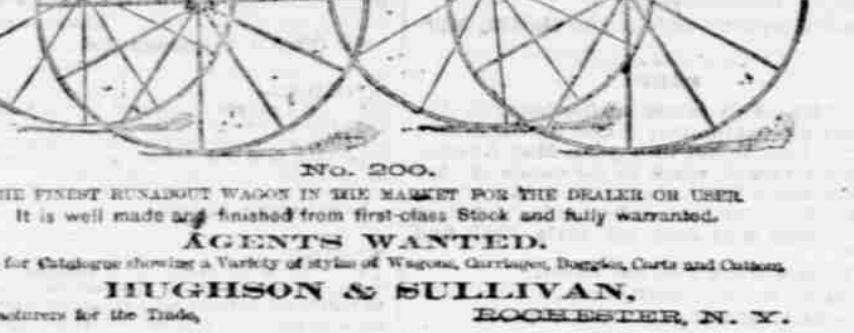 No. 200.
HE FINEST RUNABOUT WAGON IN THE MARKET FOR THE DEALER OR USER.
It is well made and finished from first-class Stock and fully warranted.
AGENTS WANTED.
for Catalogue showing a Variety of styles of Wagons, Carriages, Buggies, Carts and Cutters,
HUGHSON & SULLIVAN,
acturers for the Trade,
ROCHESTER, N. Y.